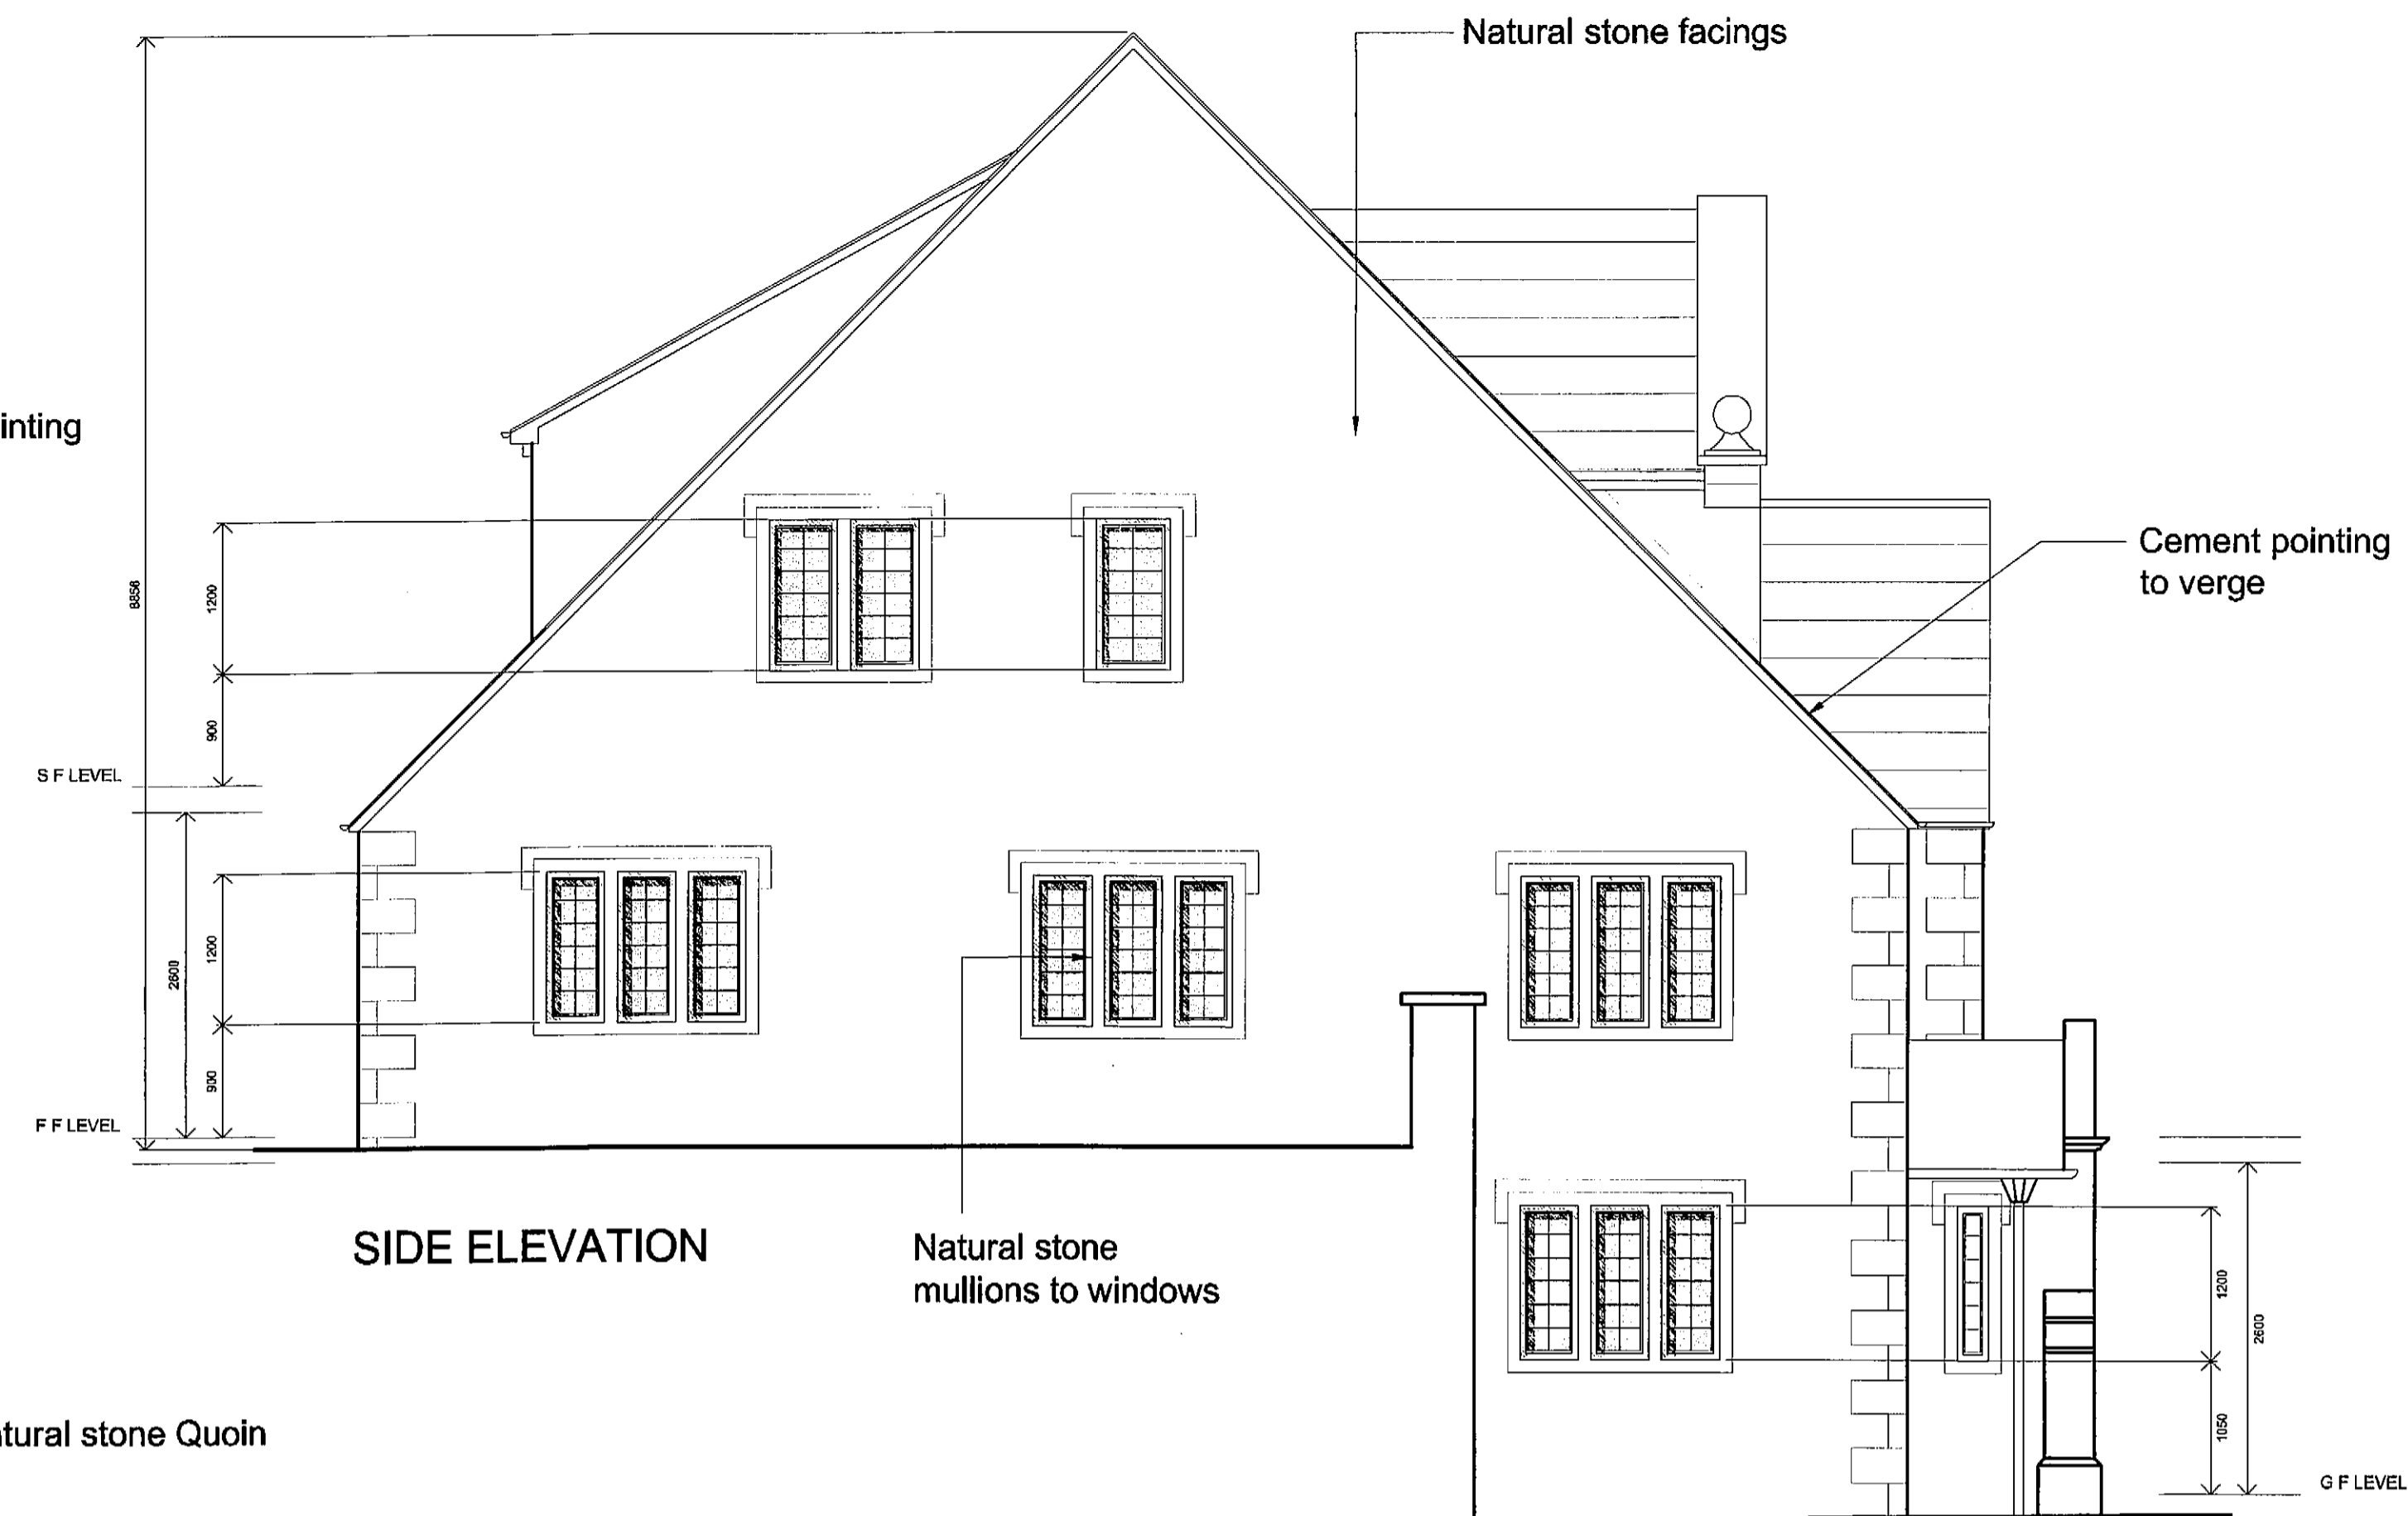 Natural stone facings
inting
Cement pointing
to verge
8856
1200
900
S F LEVEL
2600
1200
900
F F LEVEL
SIDE ELEVATION
Natural stone
mullions to windows
1200
2600
1050
G F LEVEL
atural stone Quoin